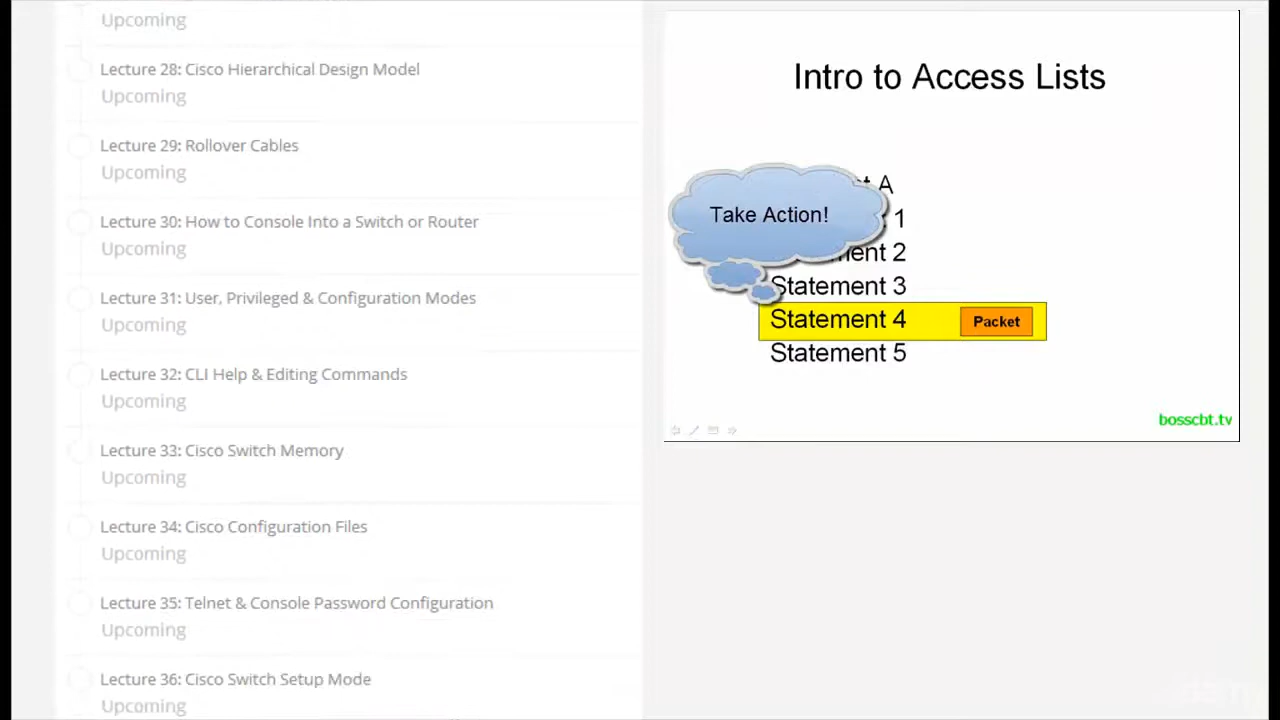 Upcoming
Lecture 28: Cisco Hierarchical Design Model
Upcoming
Lecture 29: Rollover Cables
Upcoming
Lecture 30: How to Console Into a Switch or Router
Upcoming
Lecture 31: User, Privileged & Configuration Modes
Upcoming
Lecture 32: CLI Help & Editing Commands
Upcoming
Lecture 33: Cisco Switch Memory
Upcoming
Lecture 34: Cisco Configuration Files
Upcoming
Lecture 35: Telnet & Console Password Configuration
Upcoming
Lecture 36: Cisco Switch Setup Mode
Upcoming
Intro to Access Lists
A
Take Action!
1
ment 2
Statement 3
Statement 4 Packet
Statement 5
bosscbt.tv